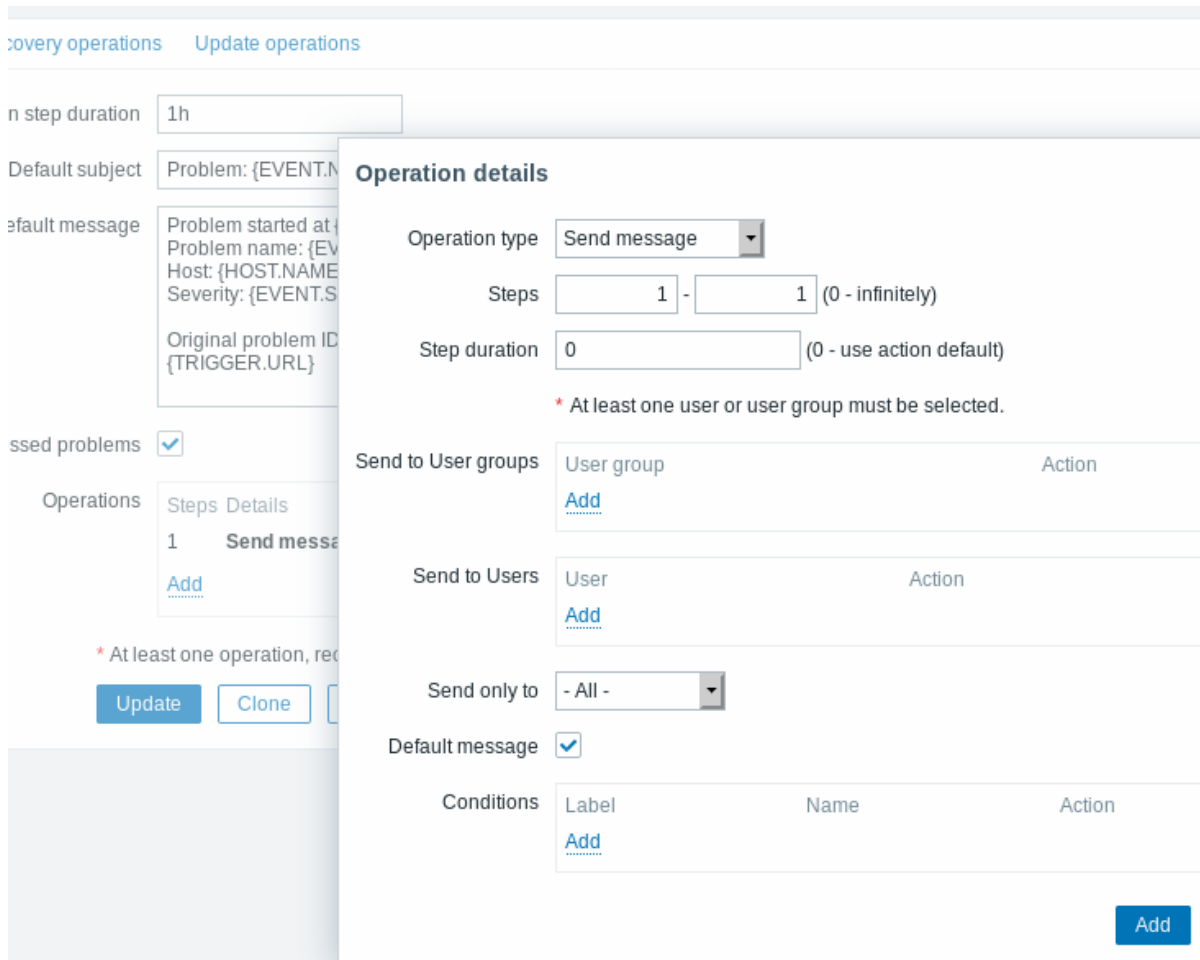 covery operations Update operations
n step duration 1h
Default subject Problem: {EVENT.N
efault message Problem started at {
Problem name: {EV
Host: {HOST.NAME
Severity: {EVENT.S
Original problem ID
{TRIGGER.URL}
ssed problems
Operations Steps Details
1 Send messa
Add
* At least one operation, rec
Update Clone
Operation details
Operation type Send message
Steps 1 - 1 (0 - infinitely)
Step duration 0 (0 - use action default)
* At least one user or user group must be selected.
Send to User groups User group Action
Add
Send to Users User Action
Add
Send only to - All -
Default message
Conditions Label Name Action
Add
Add